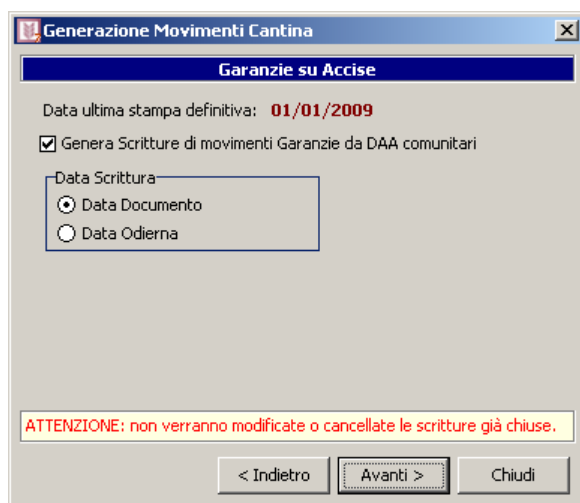 Generazione Movimenti Cantina
Garanzie su Accise
Data ultima stampa definitiva: 01/01/2009
Genera Scritture di movimenti Garanzie da DAA comunitari
Data Scrittura
Data Documento
Data Odierna
ATTENZIONE: non verranno modificate o cancellate le scritture già chiuse.
< Indietro Avanti > Chiudi